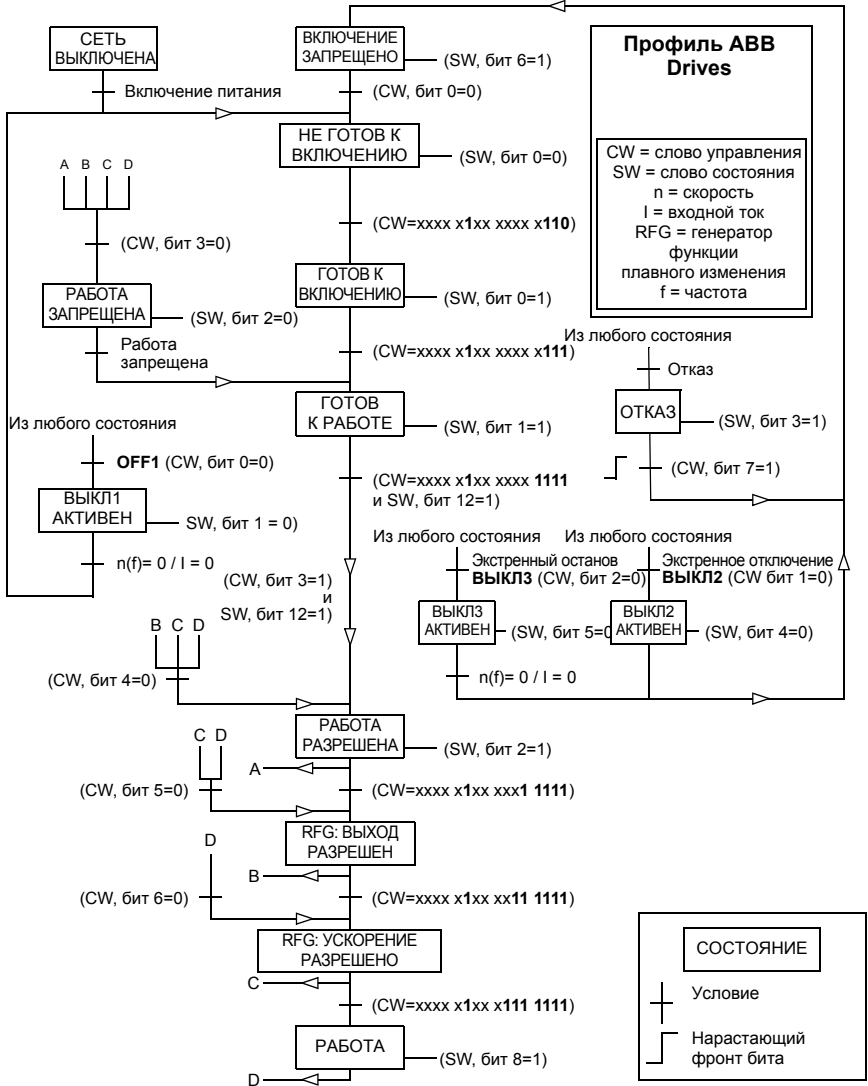 СЕТЬ
ВЫКЛЮЧЕНА
Включение питания
ВКЛЮЧЕНИЕ
ЗАПРЕЩЕНО
(SW, бит 6=1)
(CW, бит 0=0)
НЕ ГОТОВ К
ВКЛЮЧЕНИЮ
(SW, бит 0=0)
Профиль ABB
Drives
CW = слово управления
SW = слово состояния
n = скорость
I = входной ток
RFG = генератор
функции
плавного изменения
f = частота
A B C D
(CW, бит 3=0)
(CW=xxxx x1xx xxxx x110)
РАБОТА
ЗАПРЕЩЕНА
(SW, бит 2=0)
Работа
запрещена
ГОТОВ К
ВКЛЮЧЕНИЮ
(SW, бит 0=1)
(CW=xxxx x1xx xxxx x111)
ГОТОВ
К РАБОТЕ
(SW, бит 1=1)
(CW=xxxx x1xx xxxx 1111
и SW, бит 12=1)
Из любого состояния
Отказ
ОТКАЗ
(SW, бит 3=1)
(CW, бит 7=1)
Из любого состояния
OFF1 (CW, бит 0=0)
ВЫКЛ1
АКТИВЕН
SW, бит 1 = 0)
n(f)= 0 / I = 0
(CW, бит 3=1)
и
SW, бит 12=1)
Из любого состояния
Экстренный останов
ВЫКЛ3 (CW, бит 2=0)
ВЫКЛ3
АКТИВЕН
(SW, бит 5=0
n(f)= 0 / I = 0
Из любого состояния
Экстренное отключение
ВЫКЛ2 (CW бит 1=0)
ВЫКЛ2
АКТИВЕН
(SW, бит 4=0)
B C D
(CW, бит 4=0)
РАБОТА
РАЗРЕШЕНА
(SW, бит 2=1)
A
C D
(CW, бит 5=0)
(CW=xxxx x1xx xxx1 1111)
RFG: ВЫХОД
РАЗРЕШЕН
D
B
(CW, бит 6=0)
(CW=xxxx x1xx xx11 1111)
RFG: УСКОРЕНИЕ
РАЗРЕШЕНО
C
(CW=xxxx x1xx x111 1111)
РАБОТА
(SW, бит 8=1)
D
СОСТОЯНИЕ
Условие
Нарастающий
фронт бита